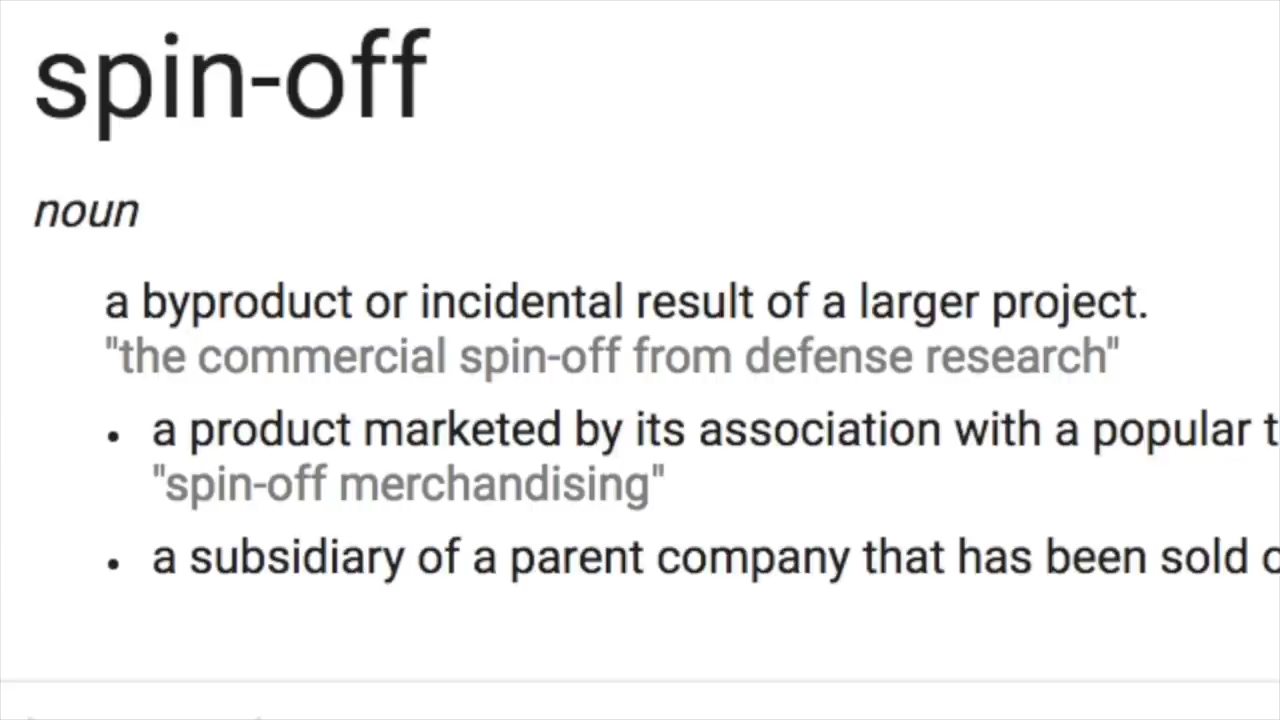 spin-off
noun
a byproduct or incidental result of a larger project.
"the commercial spin-off from defense research"
• a product marketed by its association with a popular
"spin-off merchandising"
• a subsidiary of a parent company that has been sold